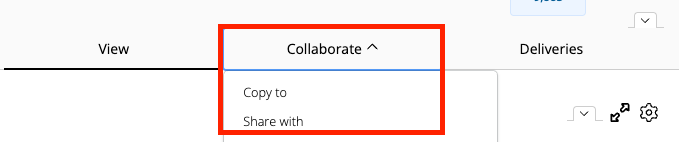 View Collaborate Deliveries
Copy to
Share with